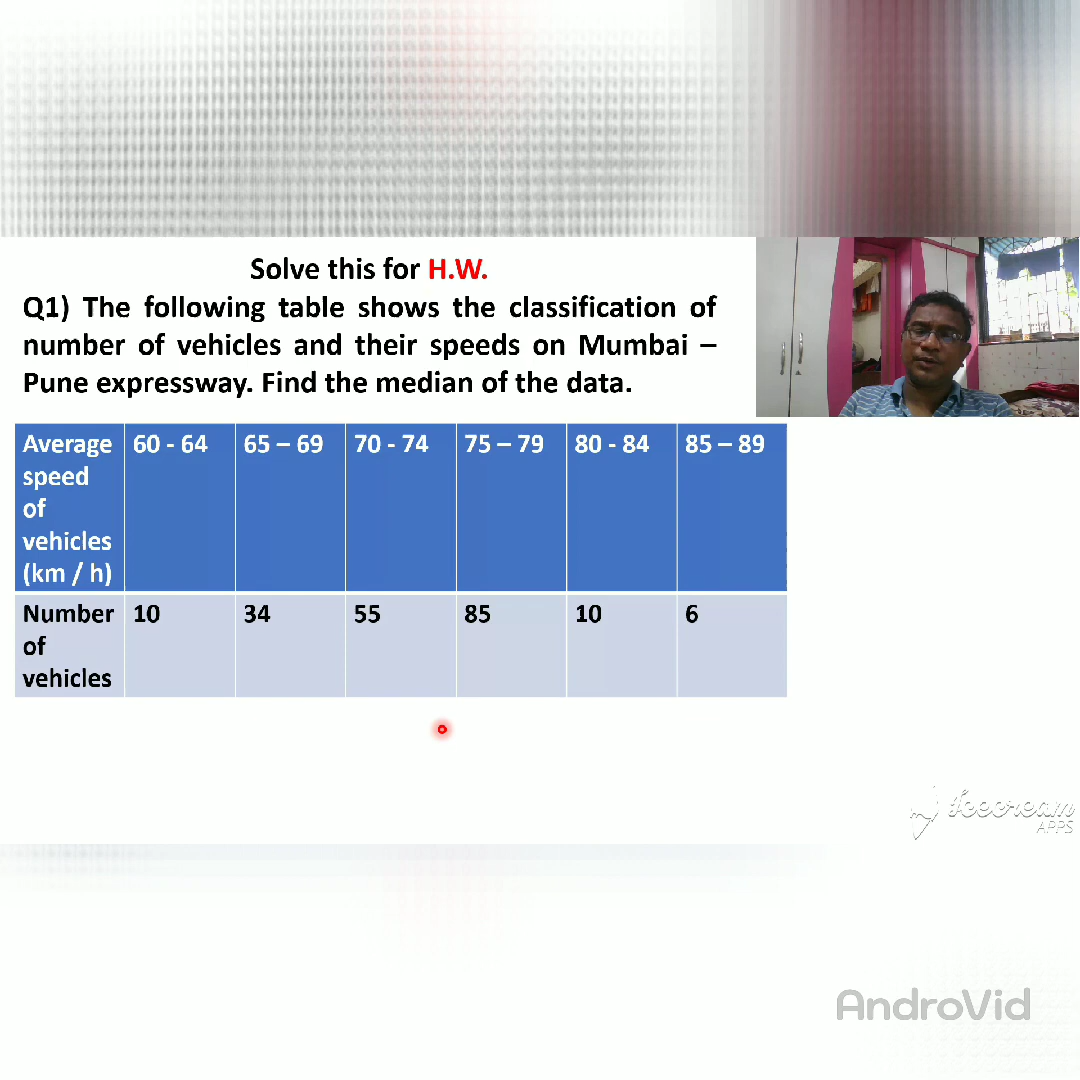 Solve this for H.W.
Q1) The following table shows the classification of
number of vehicles and their speeds on Mumbai –
Pune expressway. Find the median of the data.
Average speed of vehicles (km / h) 60 - 64 65 – 69 70 - 74 75 – 79 80 - 84 85 – 89
Number of vehicles 10 34 55 85 10 6
Icecream
APPS
AndroVid